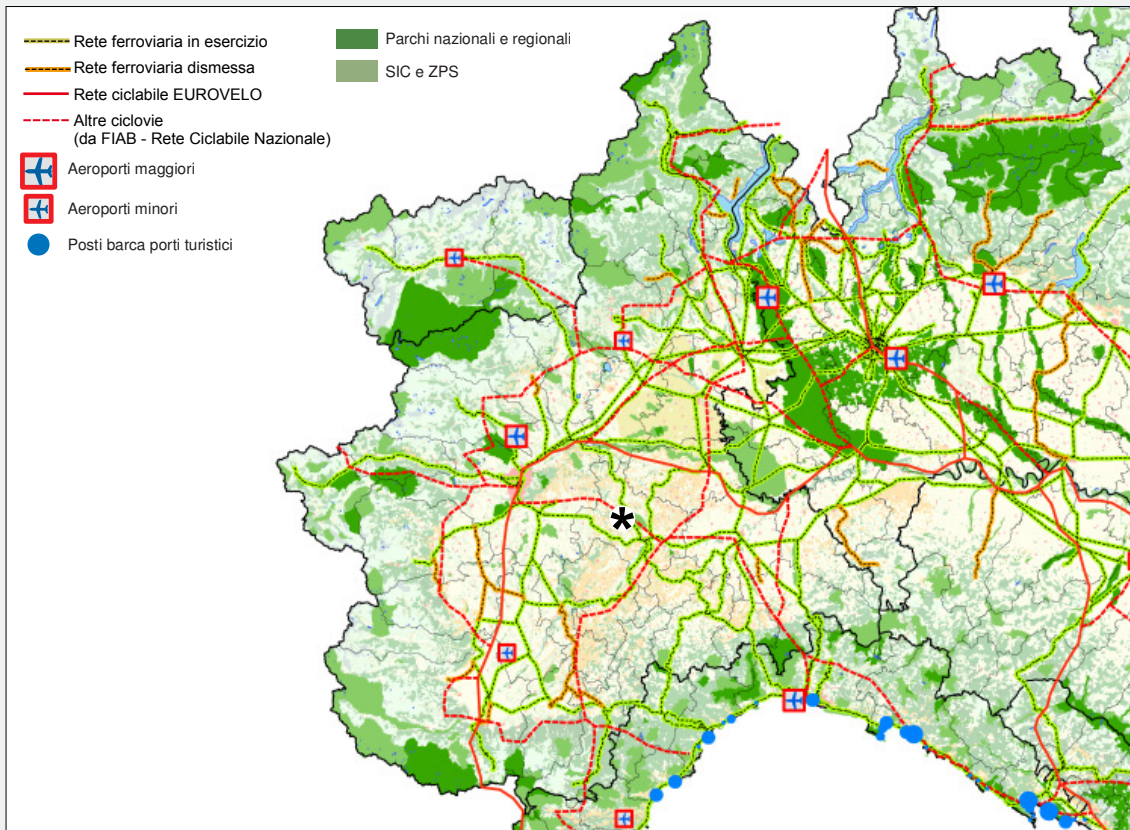 Rete ferroviaria in esercizio
Rete ferroviaria dismessa
Rete ciclabile EUROVELO
Altre ciclovie
(da FIAB - Rete Ciclabile Nazionale)
Aeroporti maggiori
Aeroporti minori
Posti barca porti turistici
Parchi nazionali e regionali
SIC e ZPS
*